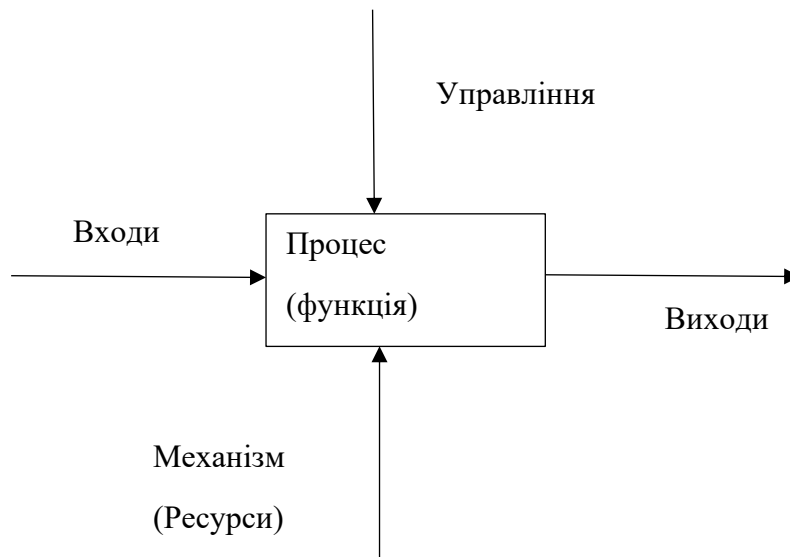 Управління
Входи
Процес
(функція)
Виходи
Механізм
(Ресурси)